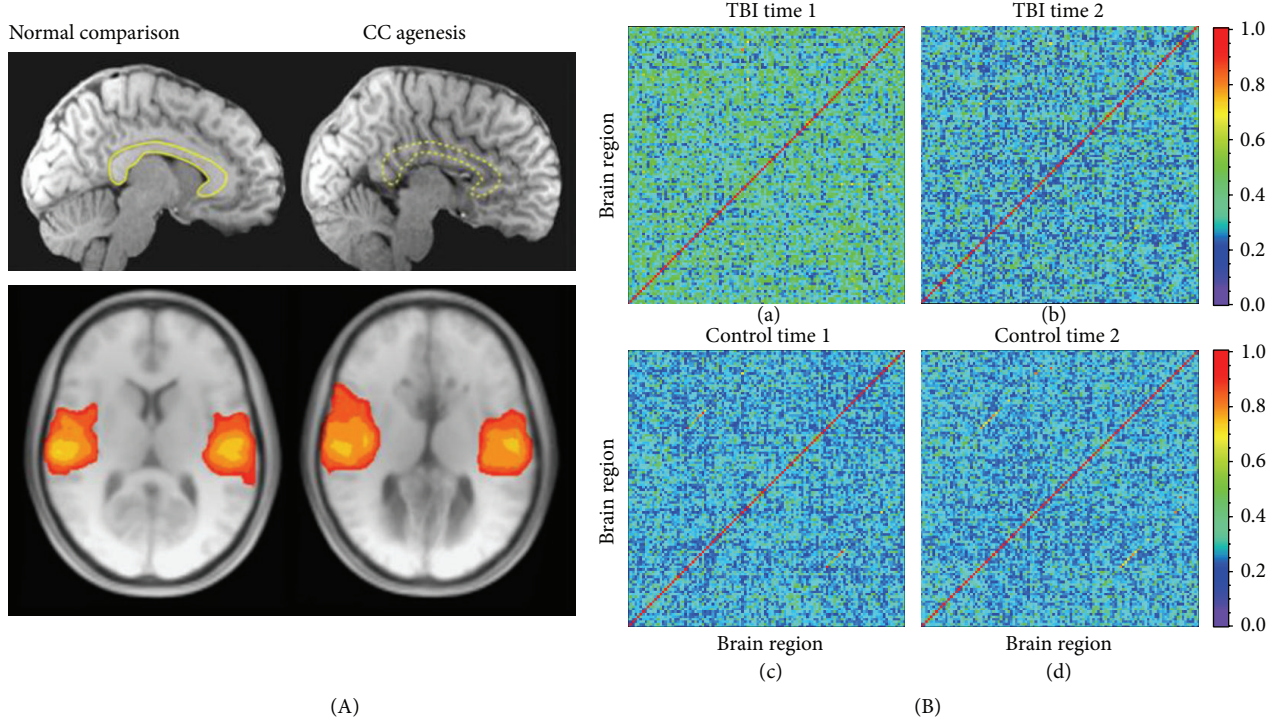 Normal comparison
CC agenesis
(A)
TBI time 1
TBI time 2
Brain region
1.0
0.8
0.6
0.4
0.2
0.0
(a)
(b)
Control time 1
Control time 2
Brain region
1.0
0.8
0.6
0.4
0.2
0.0
Brain region
Brain region
(c)
(d)
(B)